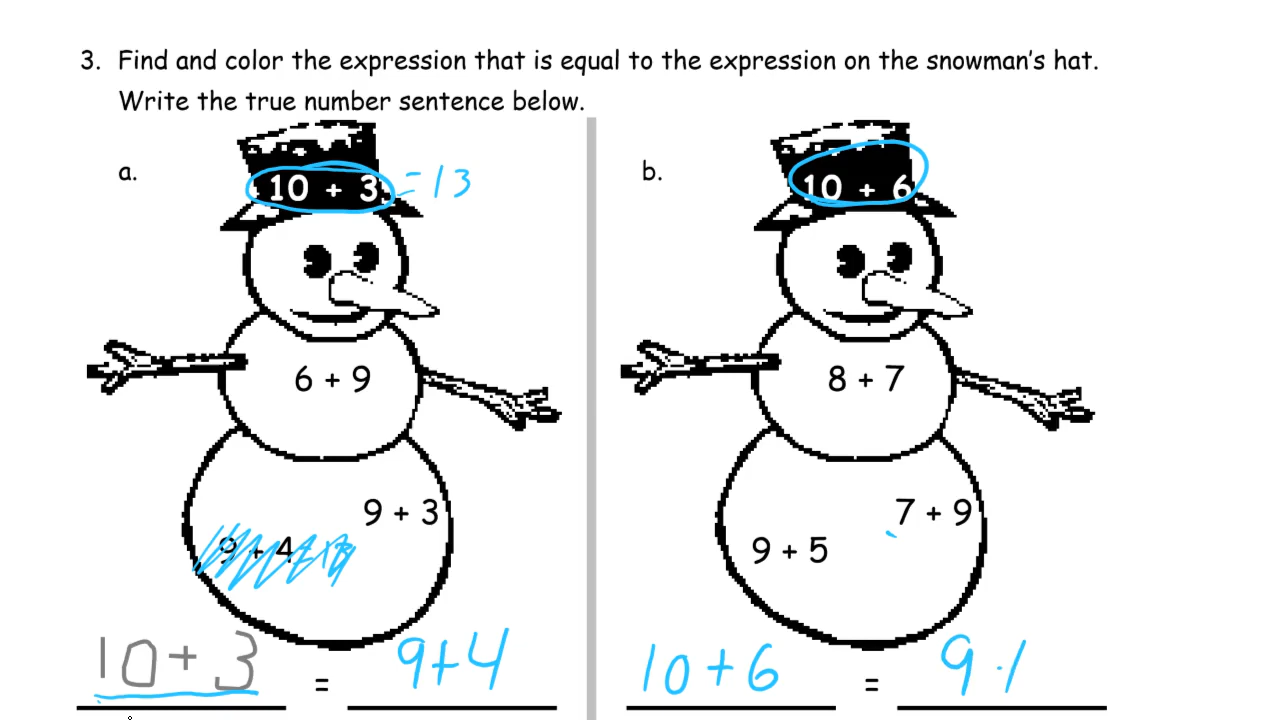 3. Find and color the expression that is equal to the expression on the snowman's hat.
Write the true number sentence below.
a.
10 + 3 = 13
6 + 9
9 + 3
9 + 4
10 + 3 = 9+4
b.
10 + 6
8 + 7
7 + 9
9 + 5
10 + 6 = 9